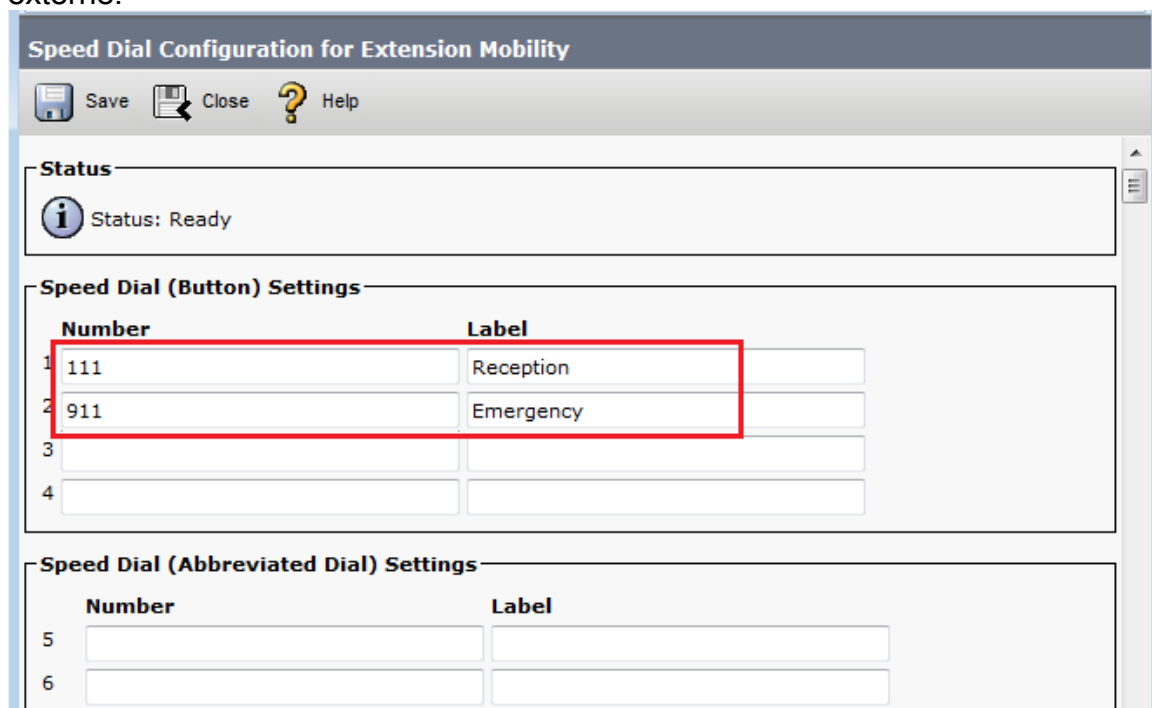 externo.
Speed Dial Configuration for Extension Mobility
Save Close Help
Status
Status: Ready
Speed Dial (Button) Settings
Number Label
1 111 Reception
2 911 Emergency
3
4
Speed Dial (Abbreviated Dial) Settings
Number Label
5
6